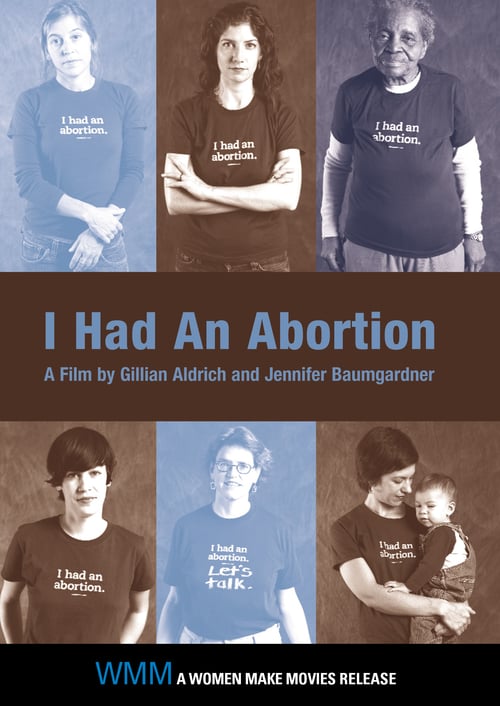 I had an
abortion.
I had an
abortion.
I had an
abortion.
I Had An Abortion
A Film by Gillian Aldrich and Jennifer Baumgardner
I had an
abortion.
I had an
abortion.
Let's
talk.
I had an
abortion.
WMM A WOMEN MAKE MOVIES RELEASE